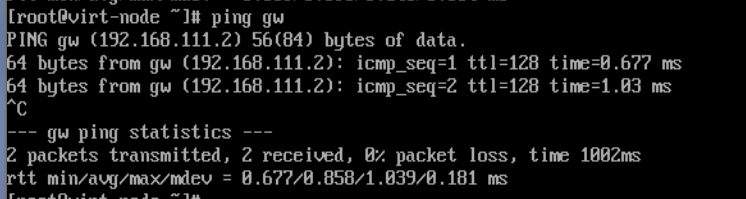 [root@virt-node ~]# ping gw
PING gw (192.168.111.2) 56(84) bytes of data.
64 bytes from gw (192.168.111.2): icmp_seq=1 ttl=128 time=0.677 ms
64 bytes from gw (192.168.111.2): icmp_seq=2 ttl=128 time=1.03 ms
^C
--- gw ping statistics ---
2 packets transmitted, 2 received, 0% packet loss, time 1002ms
rtt min/avg/max/mdev = 0.677/0.858/1.039/0.181 ms
[root@virt-node ~]#